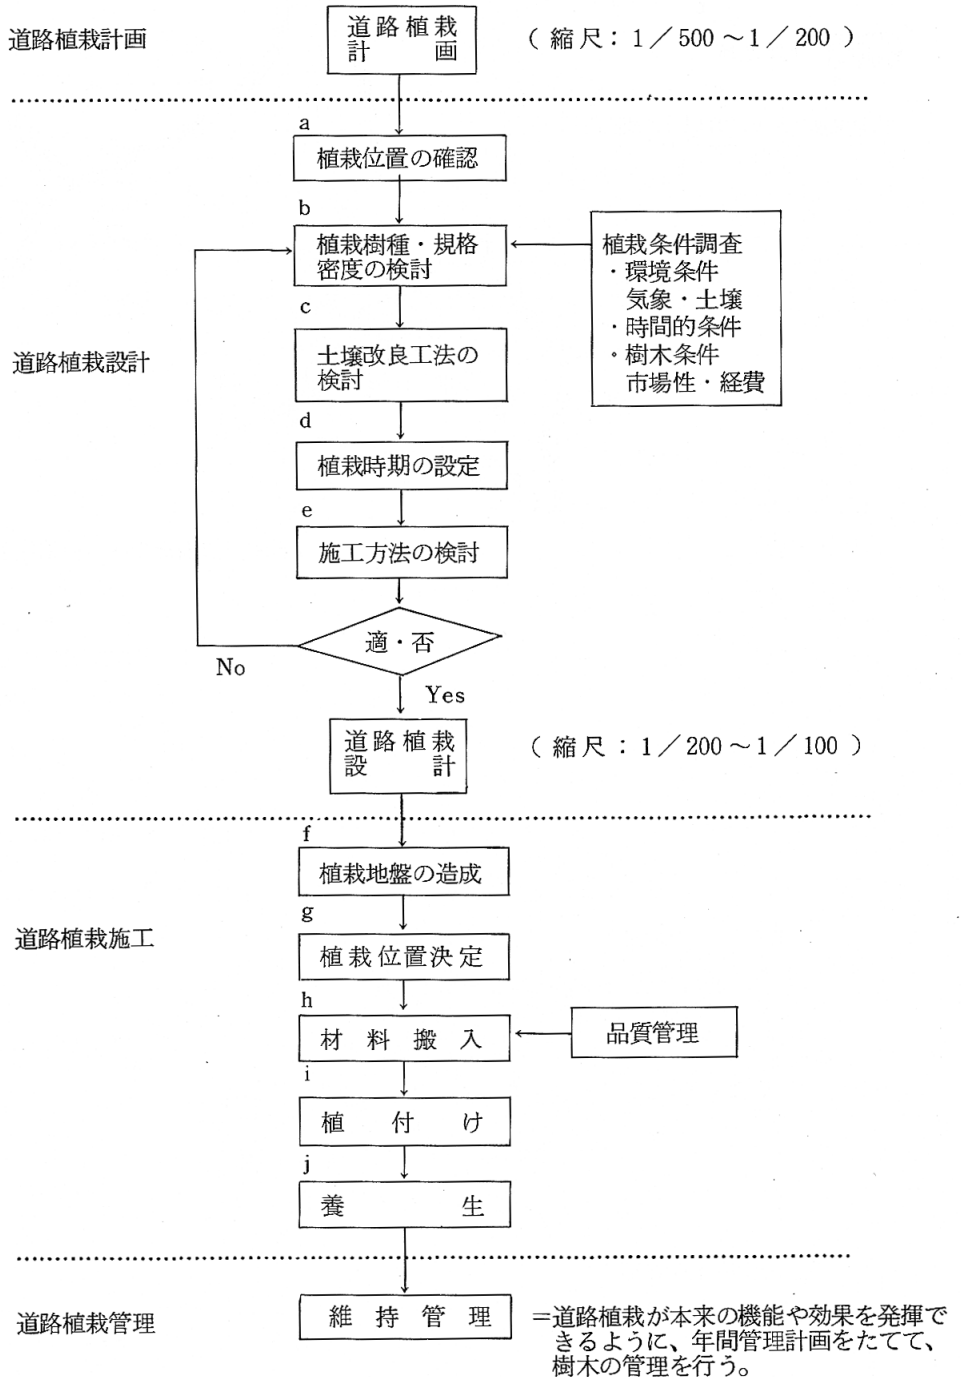 道路植栽計画
道路植栽
計画
（縮尺：1／500～1／200）
a
植栽位置の確認
b
植栽樹種・規格
密度の検討
植栽条件調査
・環境条件
気象・土壌
・時間的条件
・樹木条件
市場性・経費
c
土壌改良工法の
検討
道路植栽設計
d
植栽時期の設定
e
施工方法の検討
適・否
No
Yes
道路植栽
設計
（縮尺：1／200～1／100）
f
植栽地盤の造成
g
植栽位置決定
道路植栽施工
h
材料搬入
品質管理
i
植付け
j
養生
道路植栽管理
維持管理
＝道路植栽が本来の機能や効果を発揮で
きるように、年間管理計画をたてて、
樹木の管理を行う。